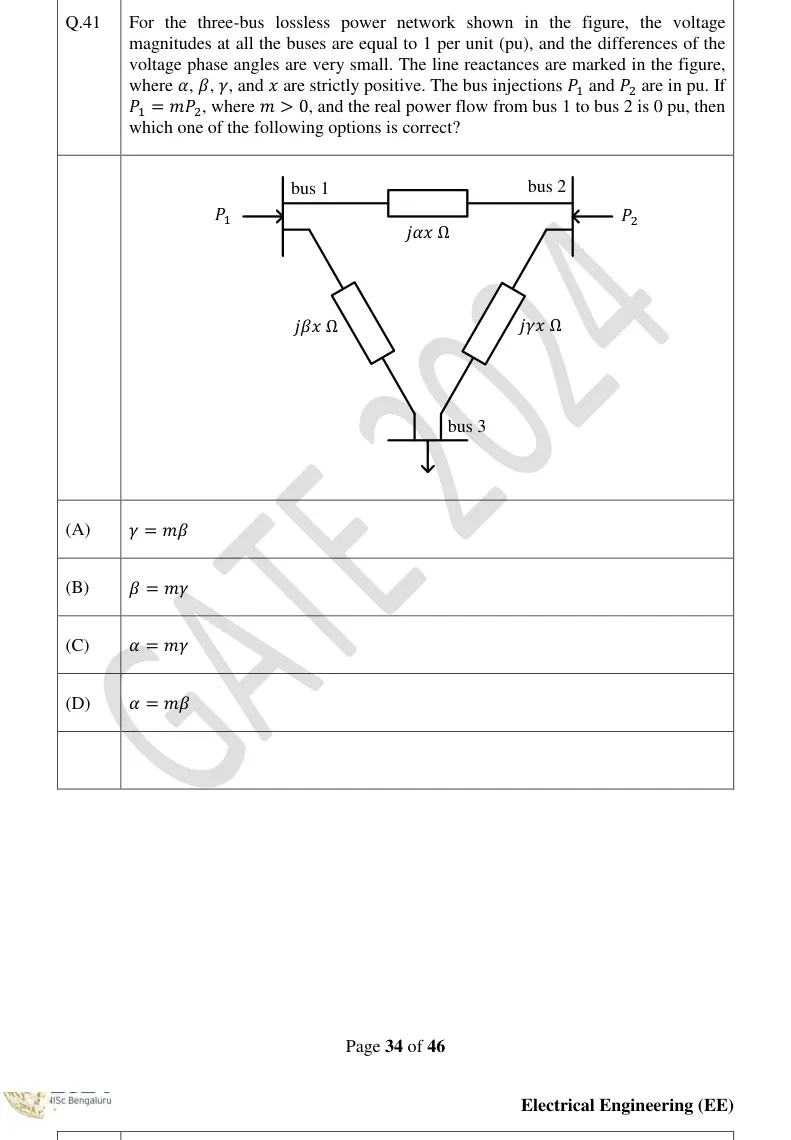 Q.41
For the three-bus lossless power network shown in the figure, the voltage
magnitudes at all the buses are equal to 1 per unit (pu), and the differences of the
voltage phase angles are very small. The line reactances are marked in the figure,
where α, β, γ, and x are strictly positive. The bus injections P₁ and P₂ are in pu. If
P₁ = mP₂, where m > 0, and the real power flow from bus 1 to bus 2 is 0 pu, then
which one of the following options is correct?
bus 1
bus 2
P₁
P₂
jαx Ω
jβx Ω
jγx Ω
bus 3
GATE 2024
(A) γ = mβ
(B) β = mγ
(C) α = mγ
(D) α = mβ
Page 34 of 46
IISc Bengaluru
Electrical Engineering (EE)